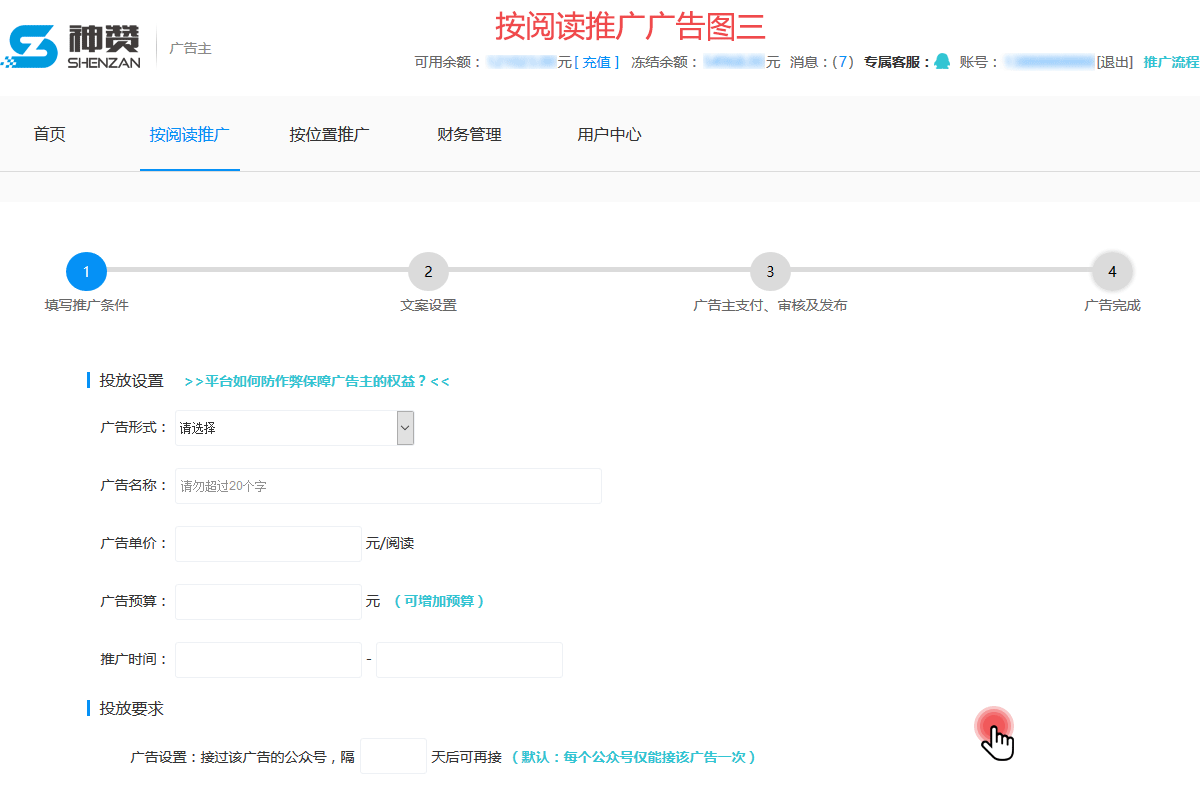 按阅读推广广告图三
神赞
SHENZAN
广告主
可用余额： 元[ 充值 ] 冻结余额： 元 消息：(7) 专属客服： 账号： [退出] 推广流程
首页 按阅读推广 按位置推广 财务管理 用户中心
1 2 3 4
填写推广条件 文案设置 广告主支付、审核及发布 广告完成
投放设置 >>平台如何防作弊保障广告主的权益？<<
广告形式： 请选择
广告名称： 请勿超过20个字
广告单价： 元/阅读
广告预算： 元 （可增加预算）
推广时间： -
投放要求
广告设置：接过该广告的公众号，隔 天后可再接 （默认：每个公众号仅能接该广告一次）